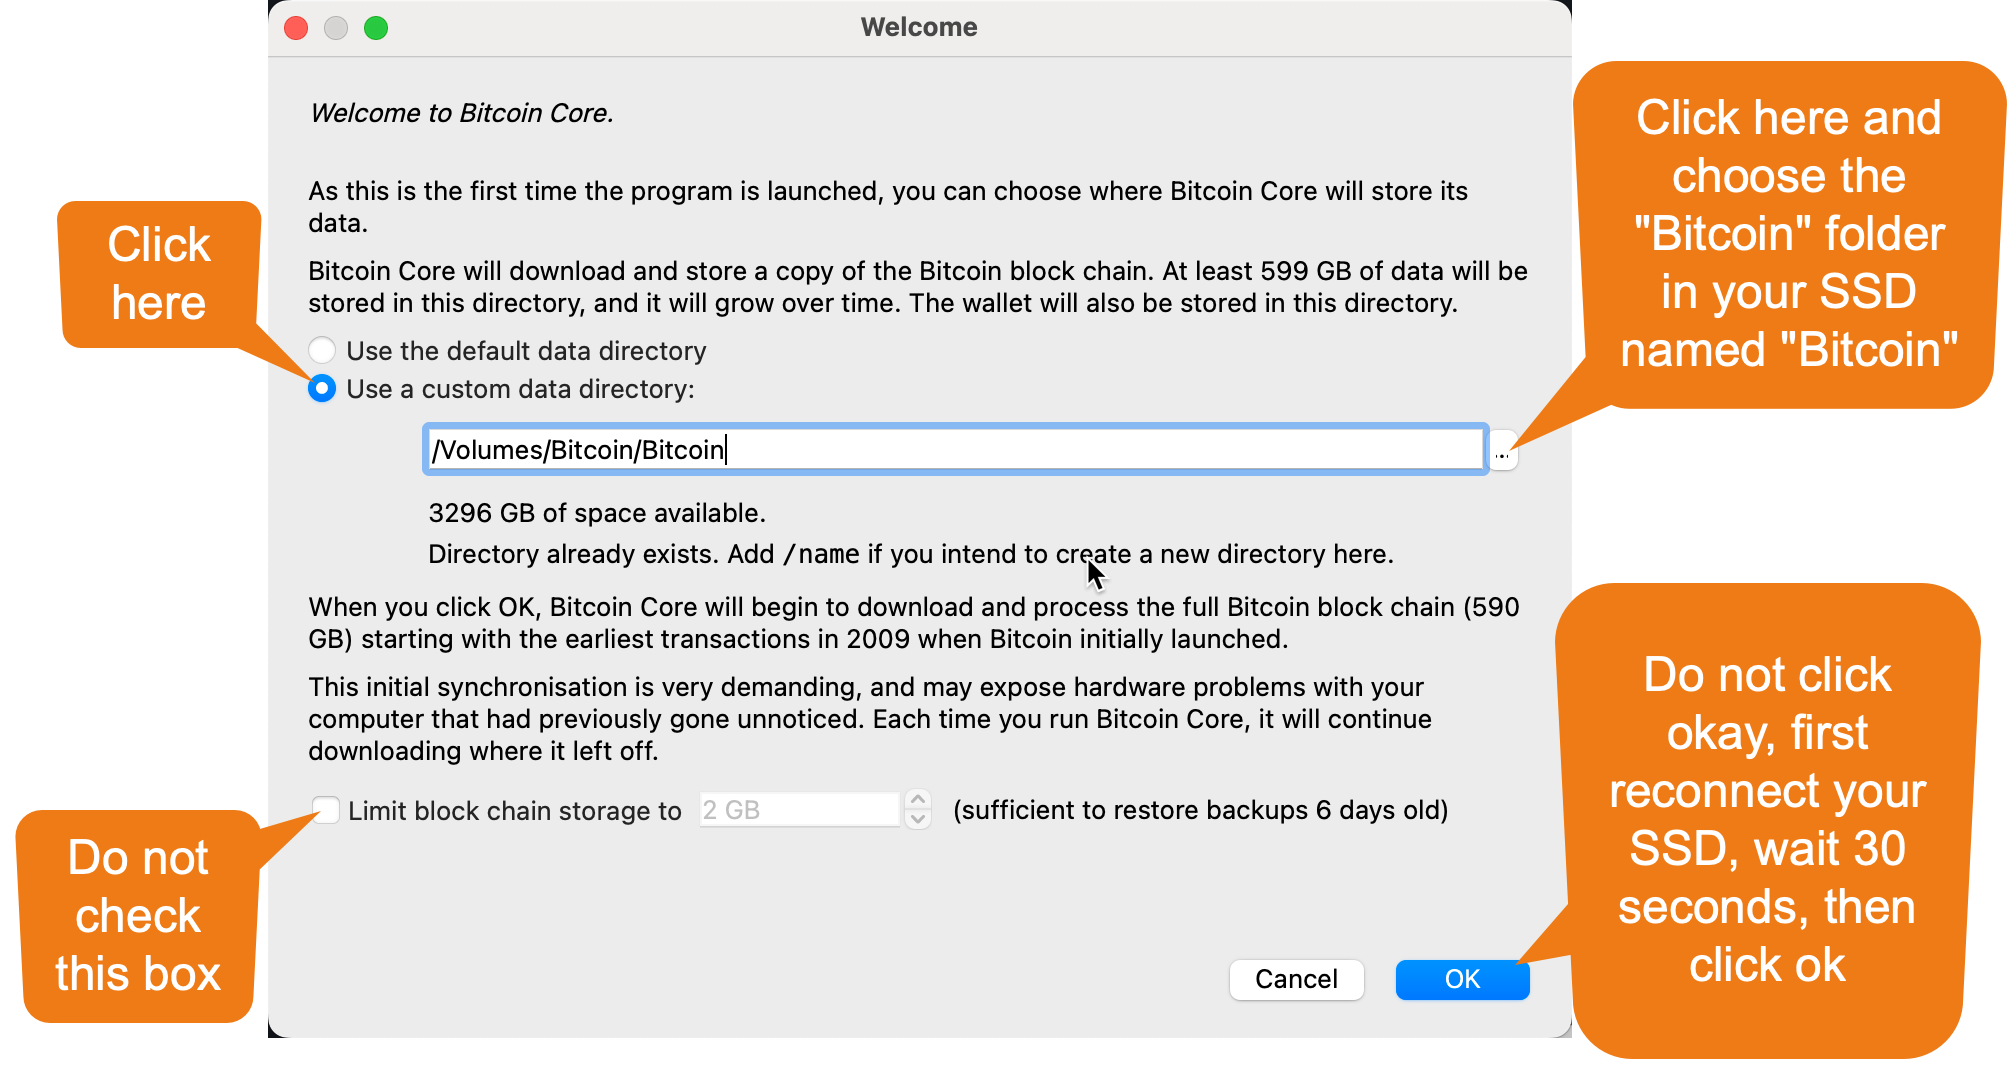 Welcome
Welcome to Bitcoin Core.
As this is the first time the program is launched, you can choose where Bitcoin Core will store its
data.
Bitcoin Core will download and store a copy of the Bitcoin block chain. At least 599 GB of data will be
stored in this directory, and it will grow over time. The wallet will also be stored in this directory.
Use the default data directory
Use a custom data directory:
/Volumes/Bitcoin/Bitcoin
...
3296 GB of space available.
Directory already exists. Add /name if you intend to create a new directory here.
When you click OK, Bitcoin Core will begin to download and process the full Bitcoin block chain (590
GB) starting with the earliest transactions in 2009 when Bitcoin initially launched.
This initial synchronisation is very demanding, and may expose hardware problems with your
computer that had previously gone unnoticed. Each time you run Bitcoin Core, it will continue
downloading where it left off.
Limit block chain storage to 2 GB (sufficient to restore backups 6 days old)
Cancel
OK
Click
here
Click here and
choose the
"Bitcoin" folder
in your SSD
named "Bitcoin"
Do not
check
this box
Do not click
okay, first
reconnect your
SSD, wait 30
seconds, then
click ok